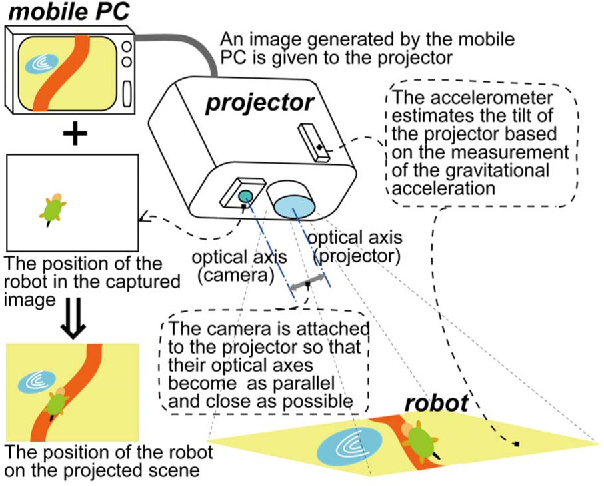 mobile PC
An image generated by the mobile
PC is given to the projector
projector
The accelerometer
estimates the tilt of
the projector based
on the measurement
of the gravitational
acceleration
+
optical axis
(camera)
optical axis
(projector)
The position of the
robot in the captured
image
The camera is attached
to the projector so that
their optical axes
become as parallel
and close as possible
robot
The position of the robot
on the projected scene